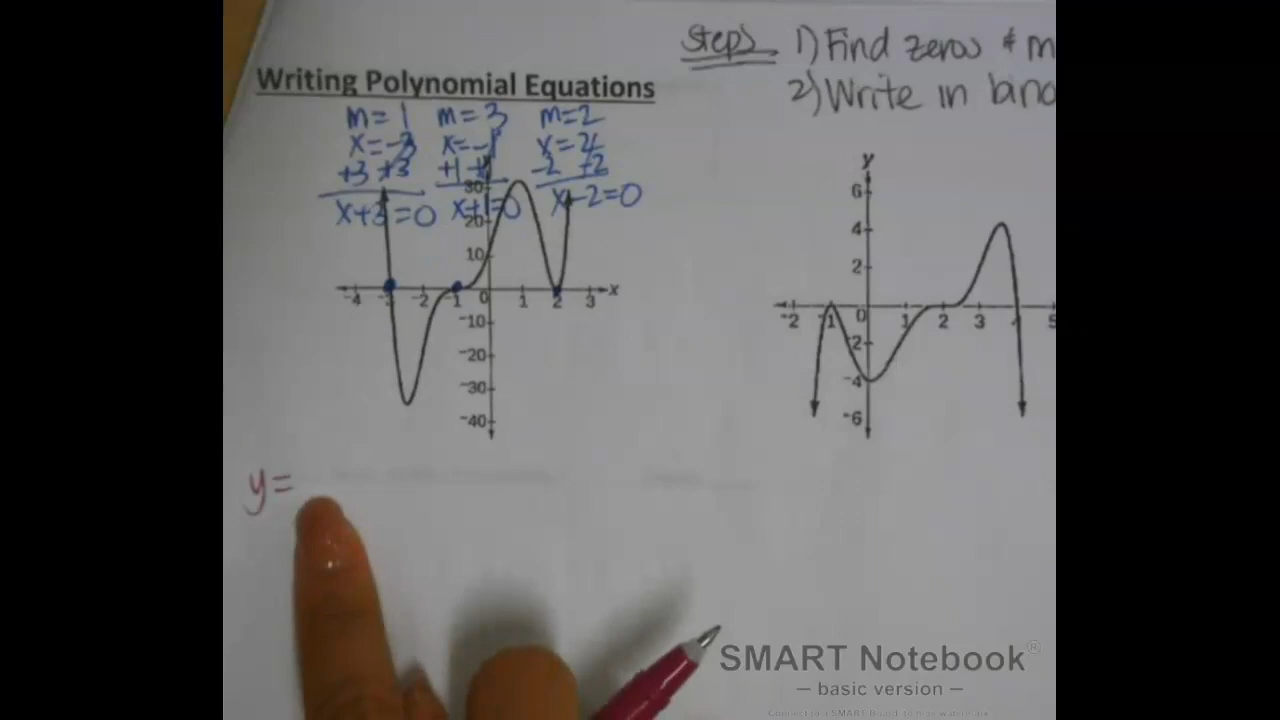 Steps 1) Find zeros & m
2) Write in bino
Writing Polynomial Equations
m=1 m=3 m=2
x=-3 x=-1 x=2
+3 +3 +1 +1 -2 -2
x+3=0 x+1=0 x-2=0
30
20
10
-4 -3 -2 -1 0 1 2 3 x
-10
-20
-30
-40
y
6
4
2
-2 -1 0 1 2 3 4 5
-2
-4
-6
y=
SMART Notebook®
— basic version —